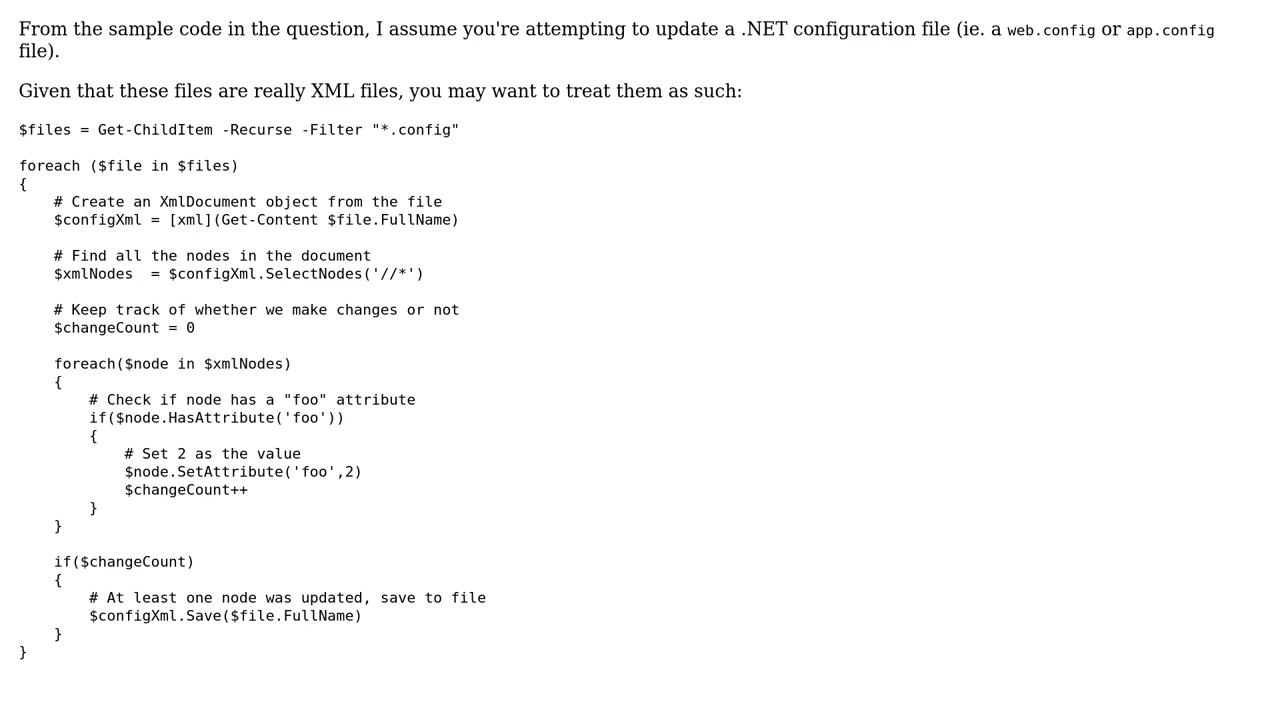 From the sample code in the question, I assume you're attempting to update a .NET configuration file (ie. a web.config or app.config
file).
Given that these files are really XML files, you may want to treat them as such:
$files = Get-ChildItem -Recurse -Filter "*.config"
foreach ($file in $files)
{
    # Create an XmlDocument object from the file
    $configXml = [xml](Get-Content $file.FullName)
    # Find all the nodes in the document
    $xmlNodes  = $configXml.SelectNodes('//*')
    # Keep track of whether we make changes or not
    $changeCount = 0
    foreach($node in $xmlNodes)
    {
        # Check if node has a "foo" attribute
        if($node.HasAttribute('foo'))
        {
            # Set 2 as the value
            $node.SetAttribute('foo',2)
            $changeCount++
        }
    }
    if($changeCount)
    {
        # At least one node was updated, save to file
        $configXml.Save($file.FullName)
    }
}